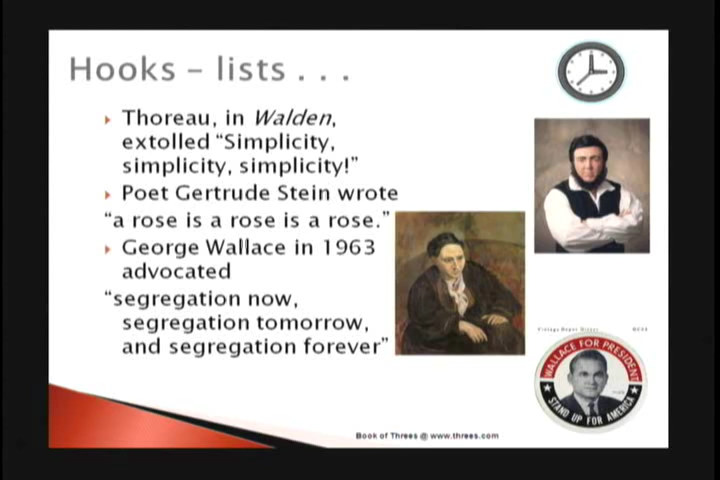 Hooks – lists . . .
Thoreau, in Walden,
extolled “Simplicity,
simplicity, simplicity!”
Poet Gertrude Stein wrote
“a rose is a rose is a rose.”
George Wallace in 1963
advocated
“segregation now,
segregation tomorrow,
and segregation forever”
WALLACE FOR PRESIDENT
STAND UP FOR AMERICA
Book of Threes @ www.threes.com